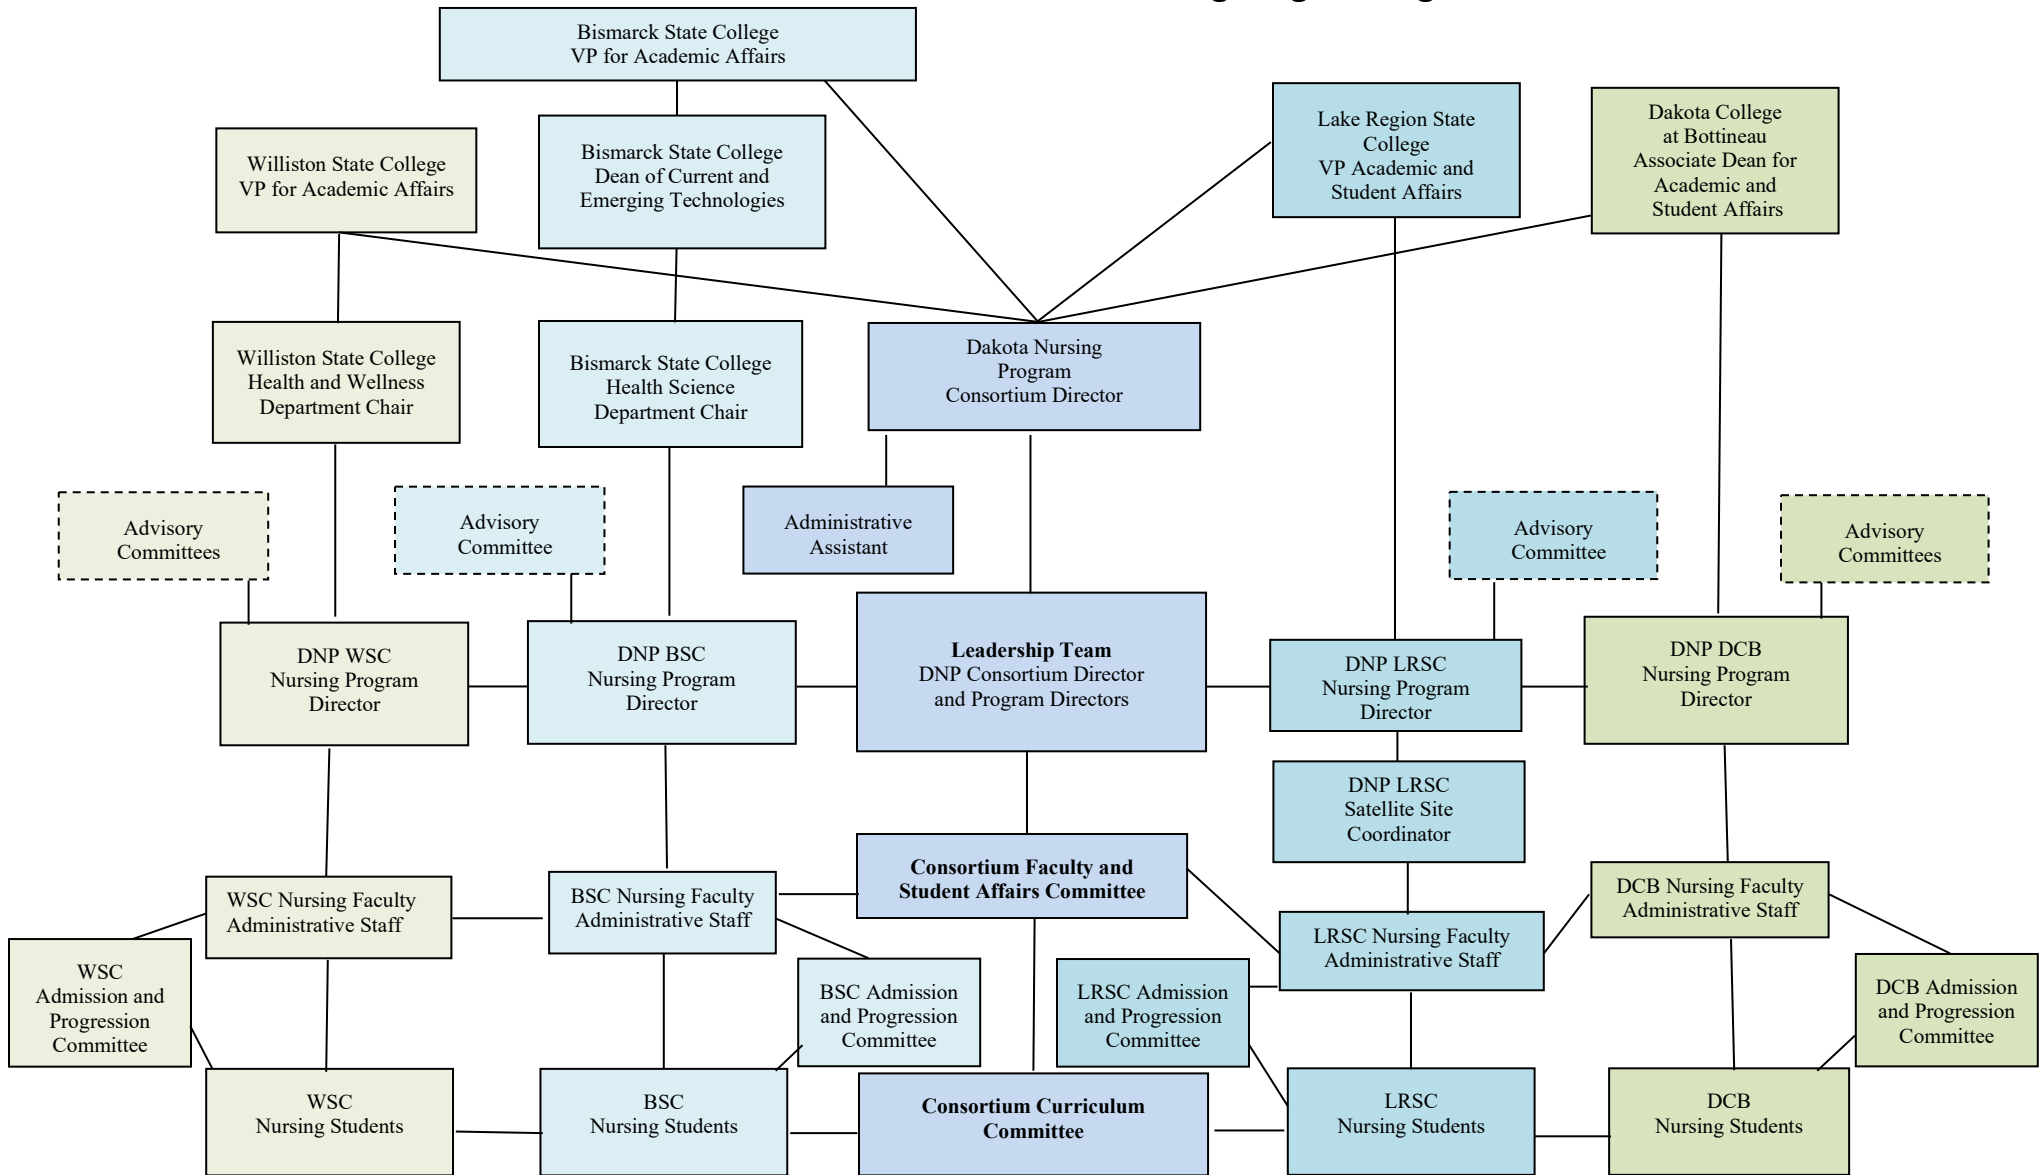 Bismarck State College
VP for Academic Affairs
Williston State College
VP for Academic Affairs
Bismarck State College
Dean of Current and
Emerging Technologies
Lake Region State
College
VP Academic and
Student Affairs
Dakota College
at Bottineau
Associate Dean for
Academic and
Student Affairs
Williston State College
Health and Wellness
Department Chair
Bismarck State College
Health Science
Department Chair
Dakota Nursing
Program
Consortium Director
Advisory
Committees
Advisory
Committee
Administrative
Assistant
Advisory
Committee
Advisory
Committees
DNP WSC
Nursing Program
Director
DNP BSC
Nursing Program
Director
Leadership Team
DNP Consortium Director
and Program Directors
DNP LRSC
Nursing Program
Director
DNP DCB
Nursing Program
Director
DNP LRSC
Satellite Site
Coordinator
WSC Nursing Faculty
Administrative Staff
BSC Nursing Faculty
Administrative Staff
Consortium Faculty and
Student Affairs Committee
LRSC Nursing Faculty
Administrative Staff
DCB Nursing Faculty
Administrative Staff
WSC
Admission and
Progression
Committee
BSC Admission
and Progression
Committee
LRSC Admission
and Progression
Committee
DCB Admission
and Progression
Committee
WSC
Nursing Students
BSC
Nursing Students
Consortium Curriculum
Committee
LRSC
Nursing Students
DCB
Nursing Students